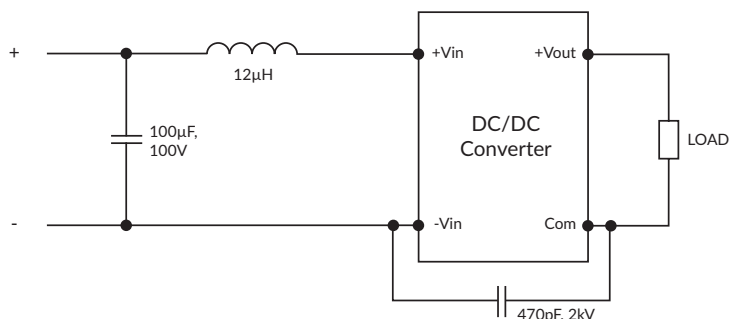 +
12μH
+Vin
+Vout
100μF,
100V
DC/DC
Converter
LOAD
-
-Vin
Com
470pF, 2kV